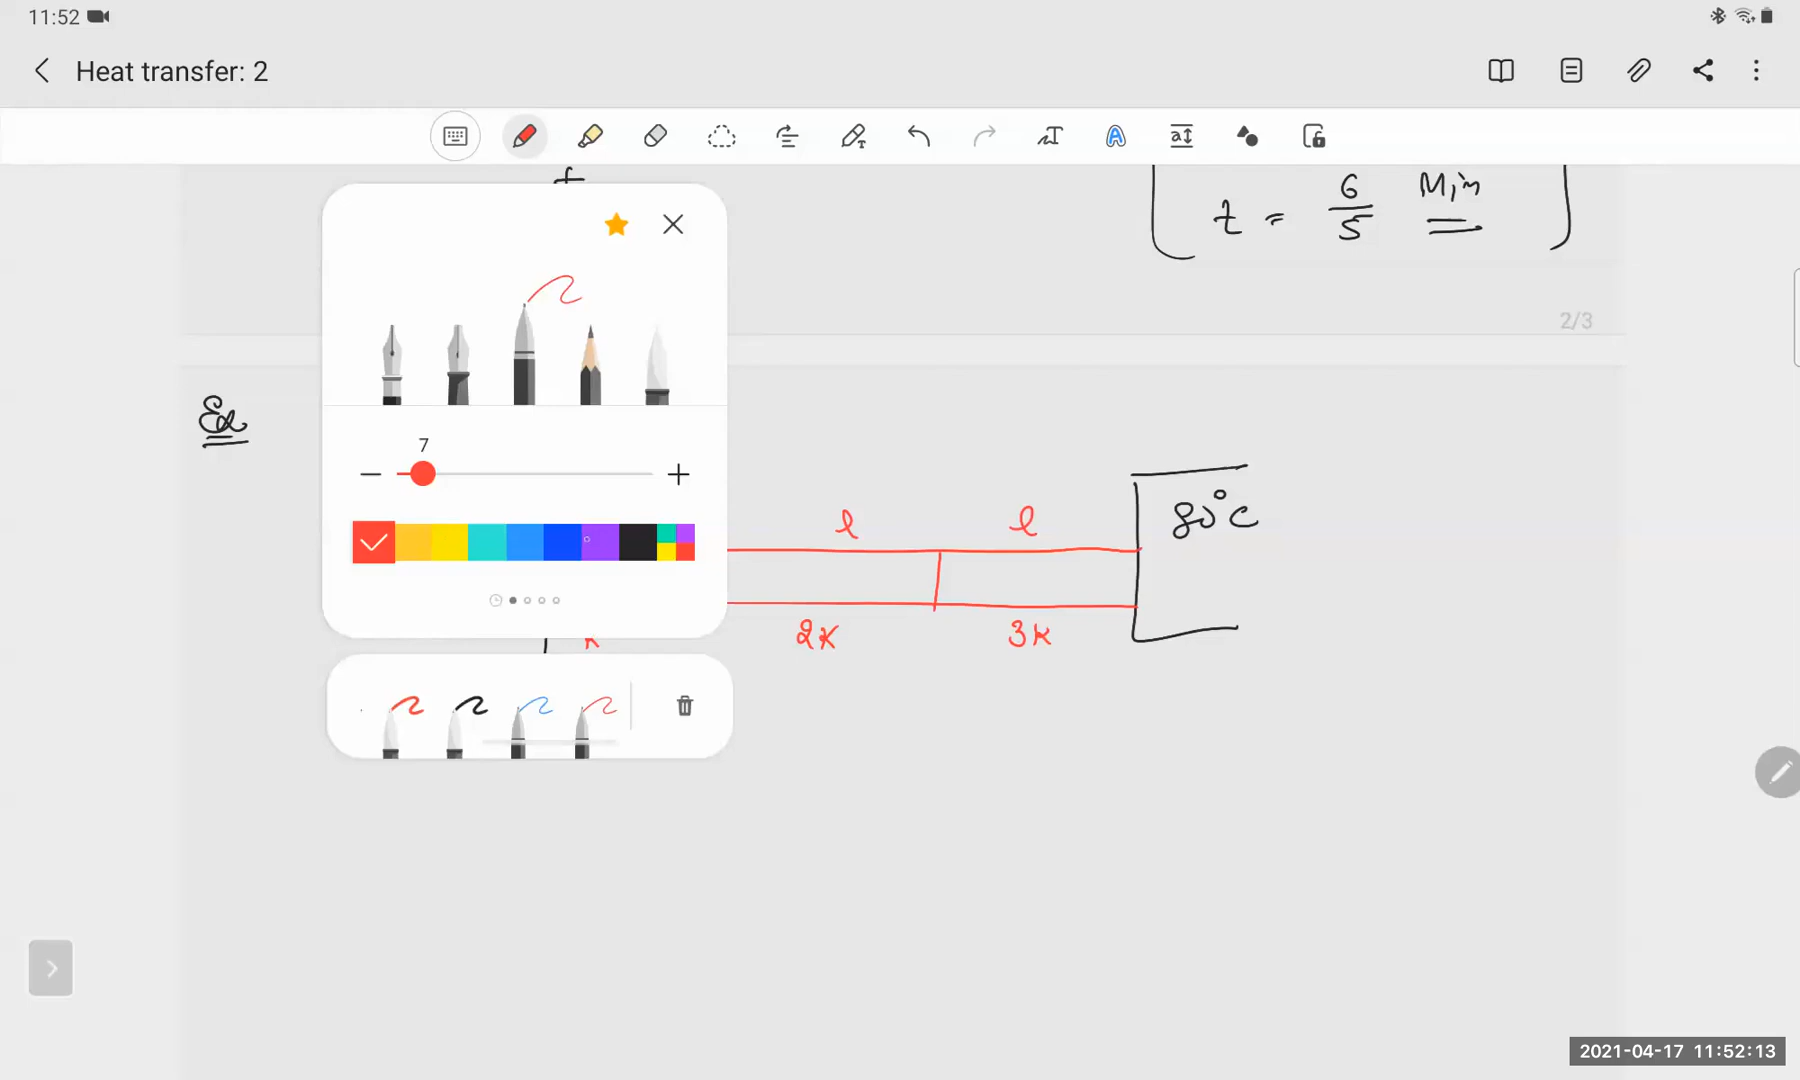 11:52
Heat transfer: 2
t = 6/5 Min
2/3
Ex
7
l l 80°C
K 2K 3K
2021-04-17 11:52:13